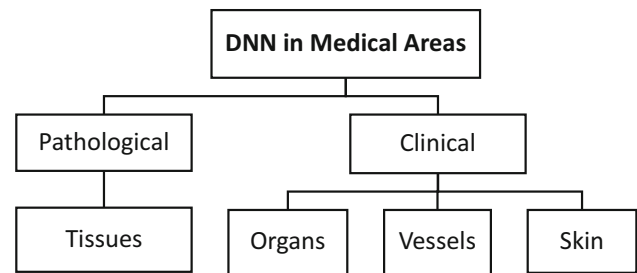 DNN in Medical Areas
Pathological
Clinical
Tissues
Organs
Vessels
Skin